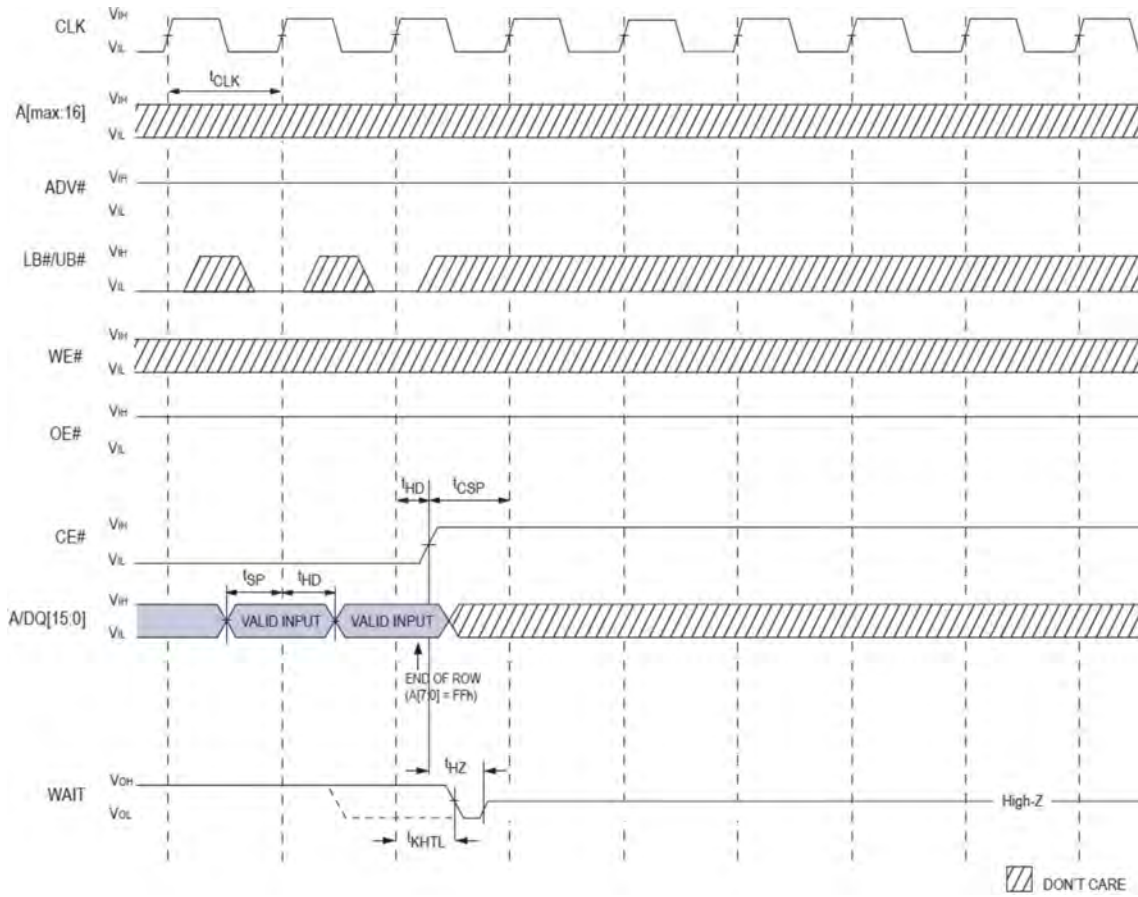 CLK
VIH
VIL
tCLK
A[max:16]
VIH
VIL
ADV#
VIH
VIL
LB#/UB#
VIH
VIL
WE#
VIH
VIL
OE#
VIH
VIL
tHD tCSP
CE#
VIH
VIL
tSP tHD
A/DQ[15:0]
VIH
VIL
VALID INPUT VALID INPUT
END OF ROW
(A[7:0] = FFh)
tHZ
WAIT
VOH
VOL
High-Z
tKHTL
DON'T CARE